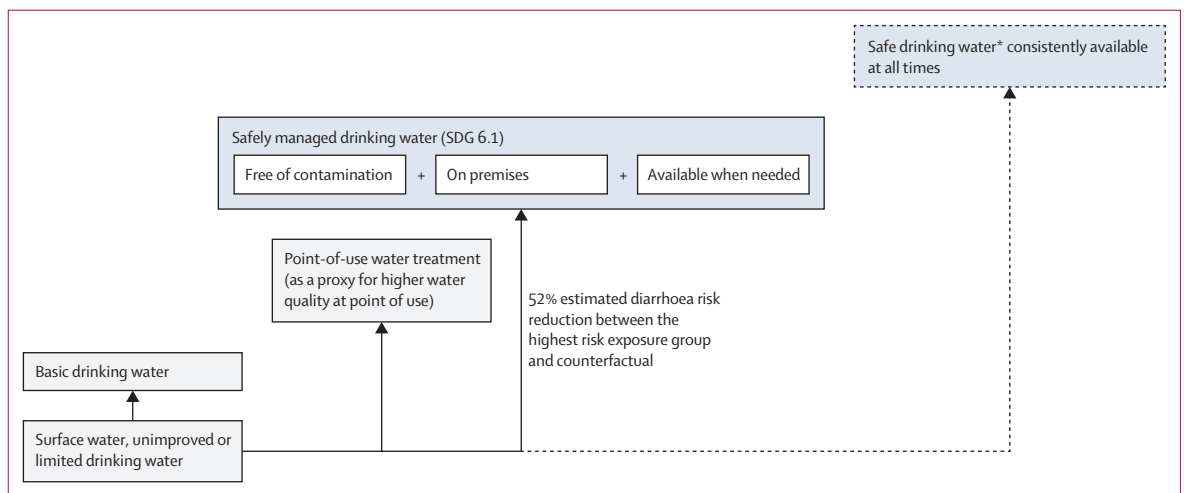 Safe drinking water* consistently available
at all times
Safely managed drinking water (SDG 6.1)
Free of contamination + On premises + Available when needed
Point-of-use water treatment
(as a proxy for higher water
quality at point of use)
52% estimated diarrhoea risk
reduction between the
highest risk exposure group
and counterfactual
Basic drinking water
Surface water, unimproved or
limited drinking water